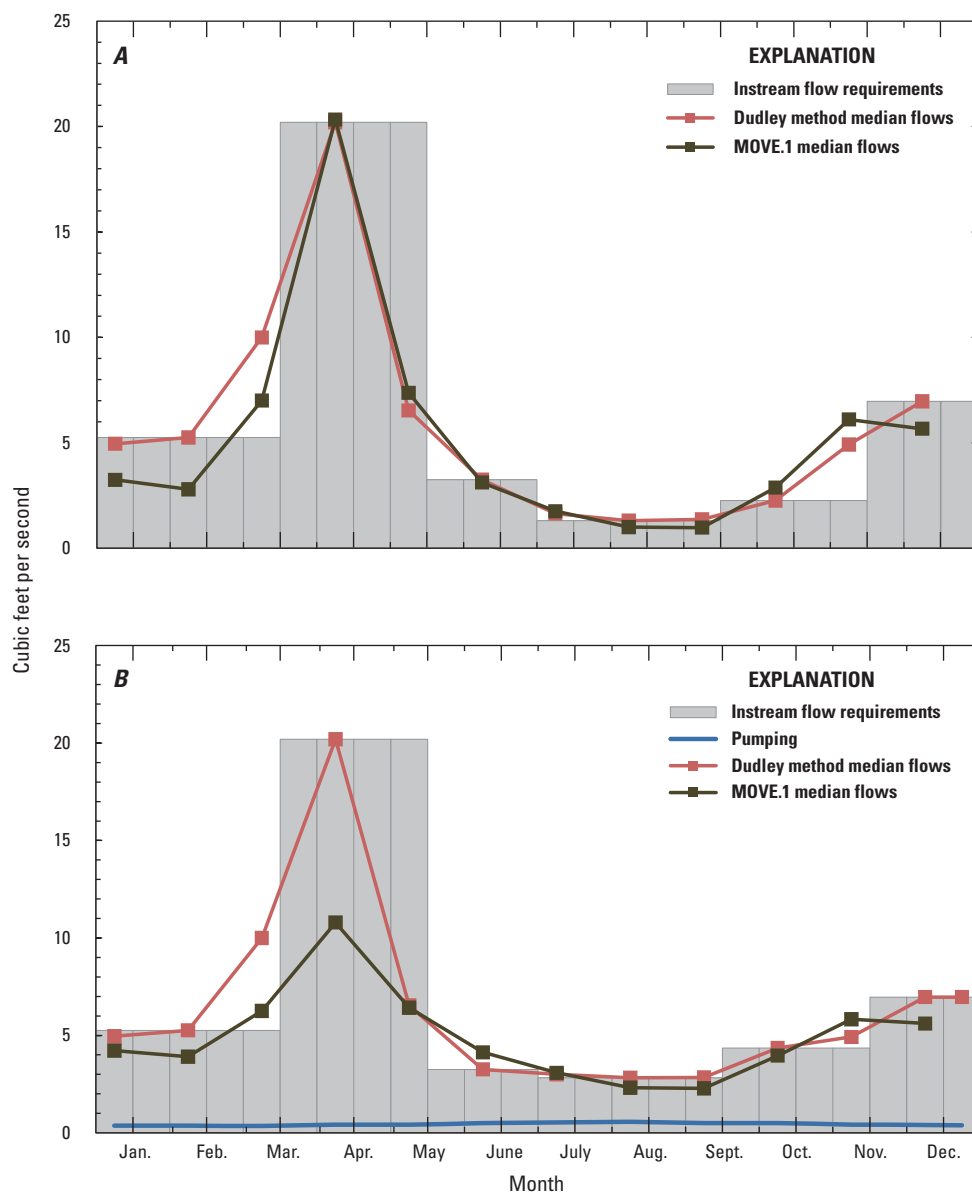 25
A
EXPLANATION
Instream flow requirements
20
Dudley method median flows
MOVE.1 median flows
15
10
5
0
Cubic feet per second
25
B
EXPLANATION
Instream flow requirements
Pumping
20
Dudley method median flows
MOVE.1 median flows
15
10
5
0
Jan. Feb. Mar. Apr. May June July Aug. Sept. Oct. Nov. Dec.
Month